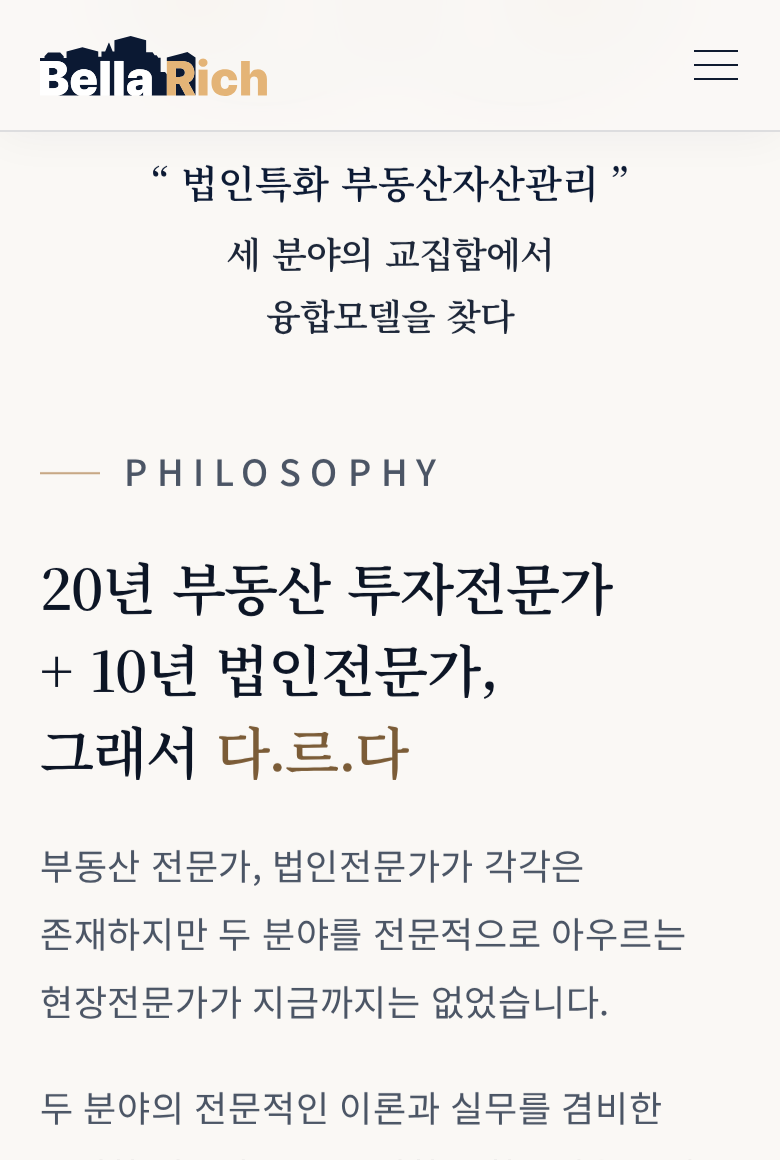 Bella Rich
“ 법인특화 부동산자산관리 ”
세 분야의 교집합에서
융합모델을 찾다
PHILOSOPHY
20년 부동산 투자전문가
+ 10년 법인전문가,
그래서 다.르.다
부동산 전문가, 법인전문가가 각각은
존재하지만 두 분야를 전문적으로 아우르는
현장전문가가 지금까지는 없었습니다.
두 분야의 전문적인 이론과 실무를 겸비한